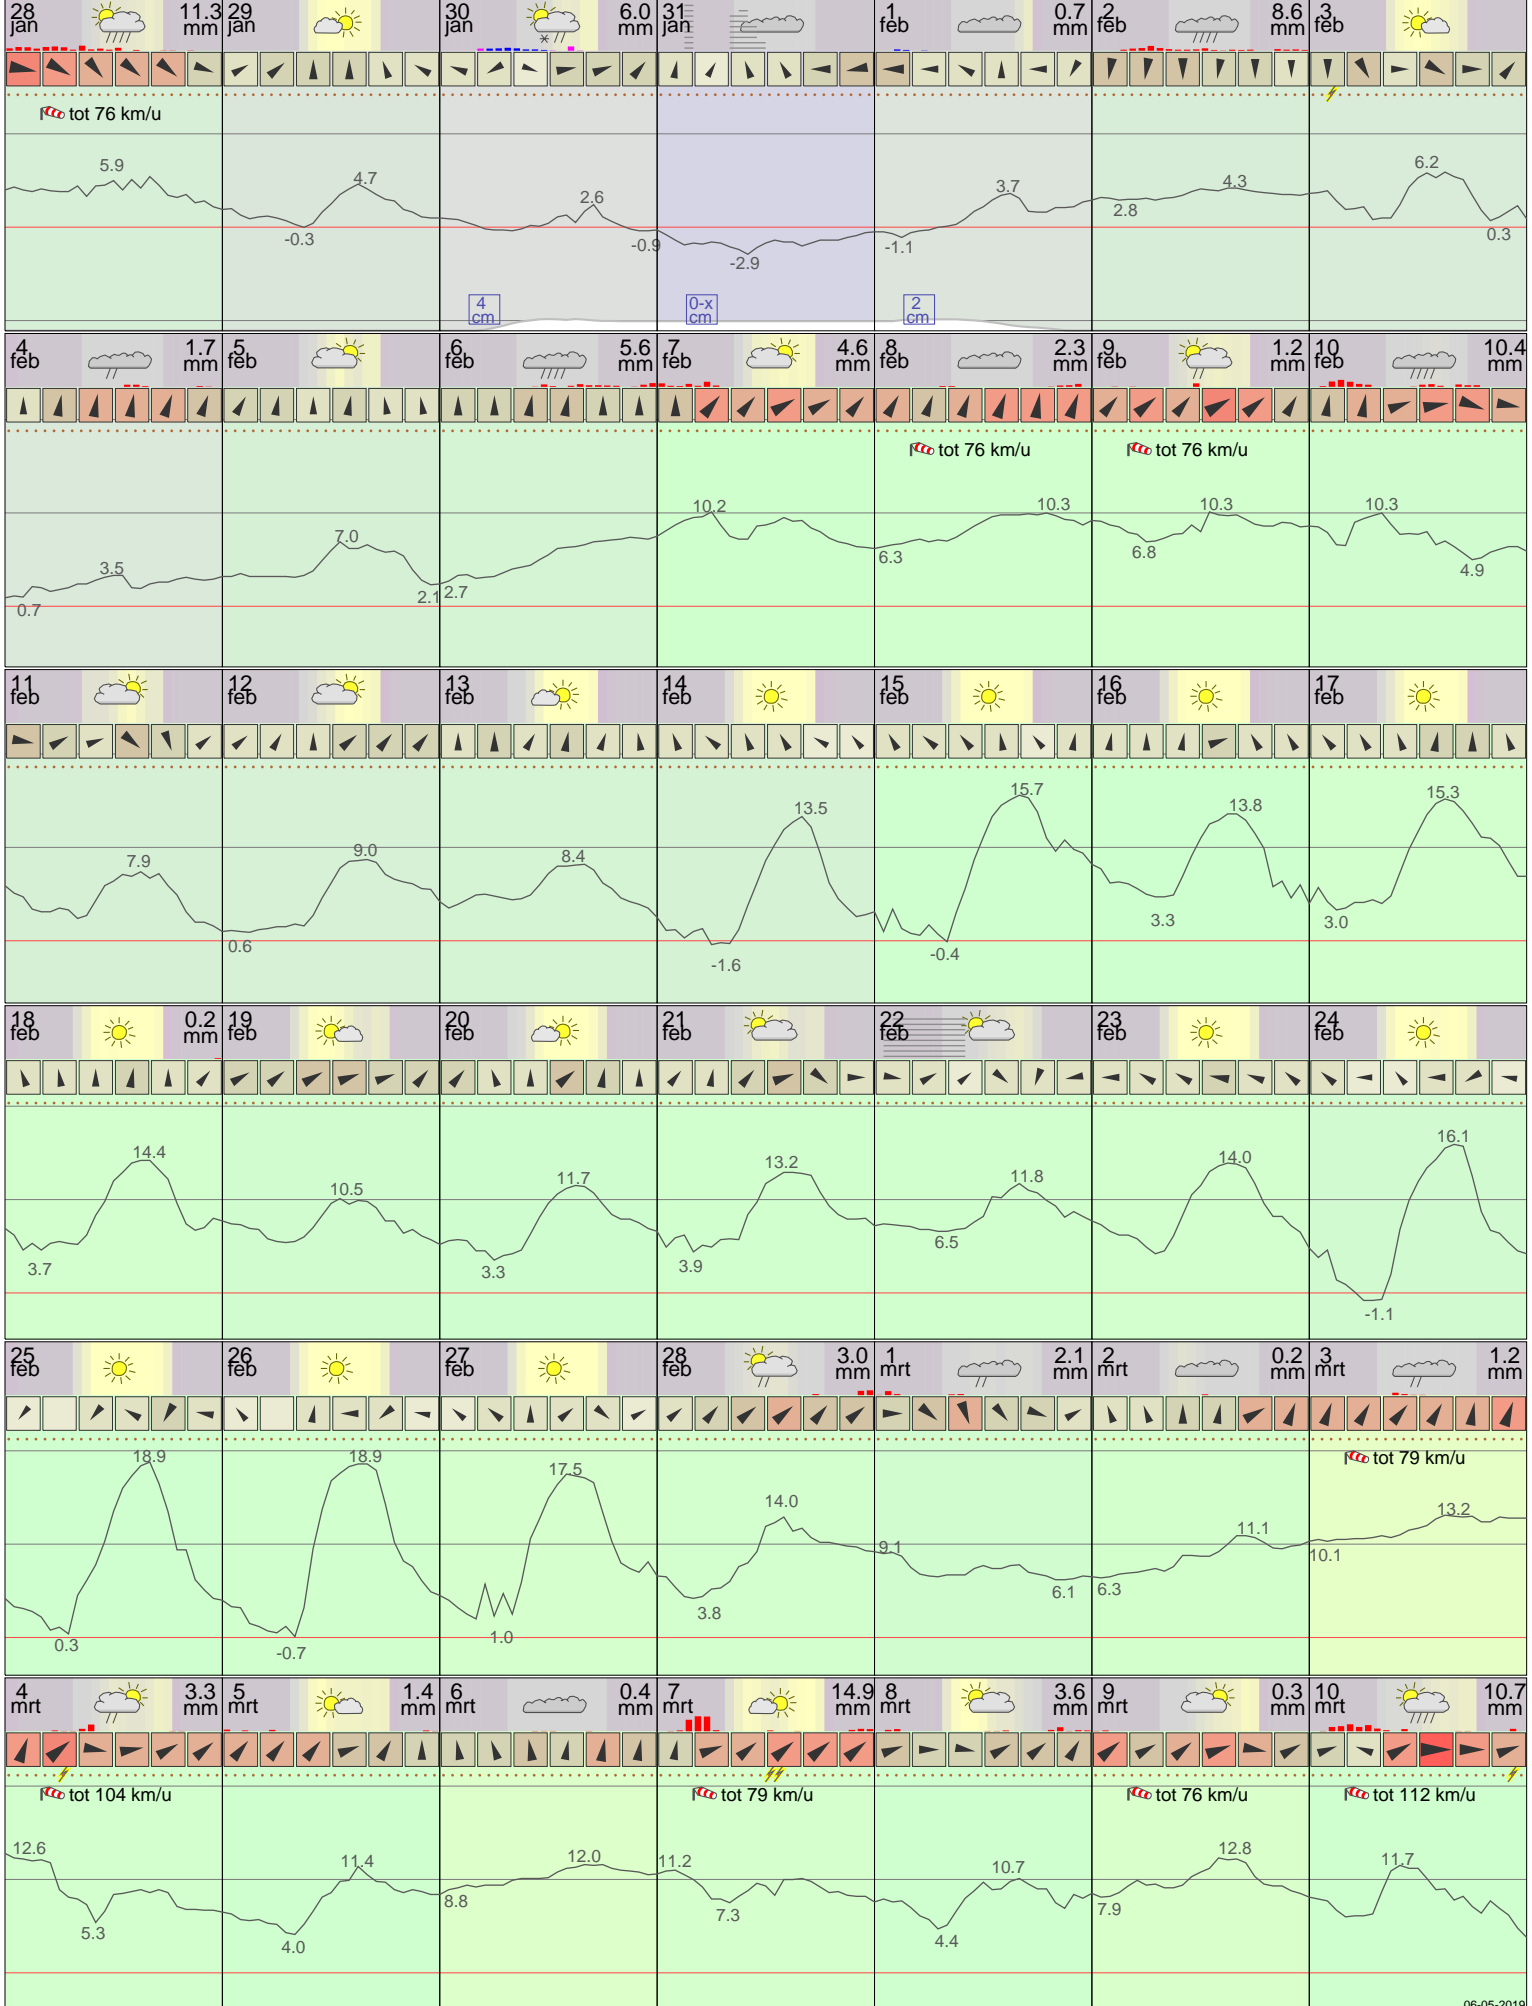 28 jan 11.3 mm 29 jan 30 jan 6.0 mm 31 jan 1 feb 0.7 mm 2 feb 8.6 mm 3 feb
tot 76 km/u
5.9 4.7 2.6 3.7 4.3 6.2
-0.3 -0.9 -2.9 -1.1 2.8 0.3
4 cm 0-x cm 2 cm
4 feb 1.7 mm 5 feb 6 feb 5.6 mm 7 feb 4.6 mm 8 feb 2.3 mm 9 feb 1.2 mm 10 feb 10.4 mm
tot 76 km/u tot 76 km/u
3.5 7.0 10.2 10.3 10.3 10.3
0.7 2.1 2.7 6.3 6.8 4.9
11 feb 12 feb 13 feb 14 feb 15 feb 16 feb 17 feb
7.9 9.0 8.4 13.5 15.7 13.8 15.3
0.6 -1.6 -0.4 3.3 3.0
18 feb 0.2 mm 19 feb 20 feb 21 feb 22 feb 23 feb 24 feb
14.4 10.5 11.7 13.2 11.8 14.0 16.1
3.7 3.3 3.9 6.5 -1.1
25 feb 26 feb 27 feb 28 feb 3.0 mm 1 mrt 2.1 mm 2 mrt 0.2 mm 3 mrt 1.2 mm
tot 79 km/u
18.9 18.9 17.5 14.0 9.1 11.1 13.2
0.3 -0.7 1.0 3.8 6.1 6.3 10.1
4 mrt 3.3 mm 5 mrt 1.4 mm 6 mrt 0.4 mm 7 mrt 14.9 mm 8 mrt 3.6 mm 9 mrt 0.3 mm 10 mrt 10.7 mm
tot 104 km/u tot 79 km/u tot 76 km/u tot 112 km/u
12.6 11.4 12.0 11.2 10.7 12.8 11.7
5.3 4.0 8.8 7.3 4.4 7.9
06-05-2019